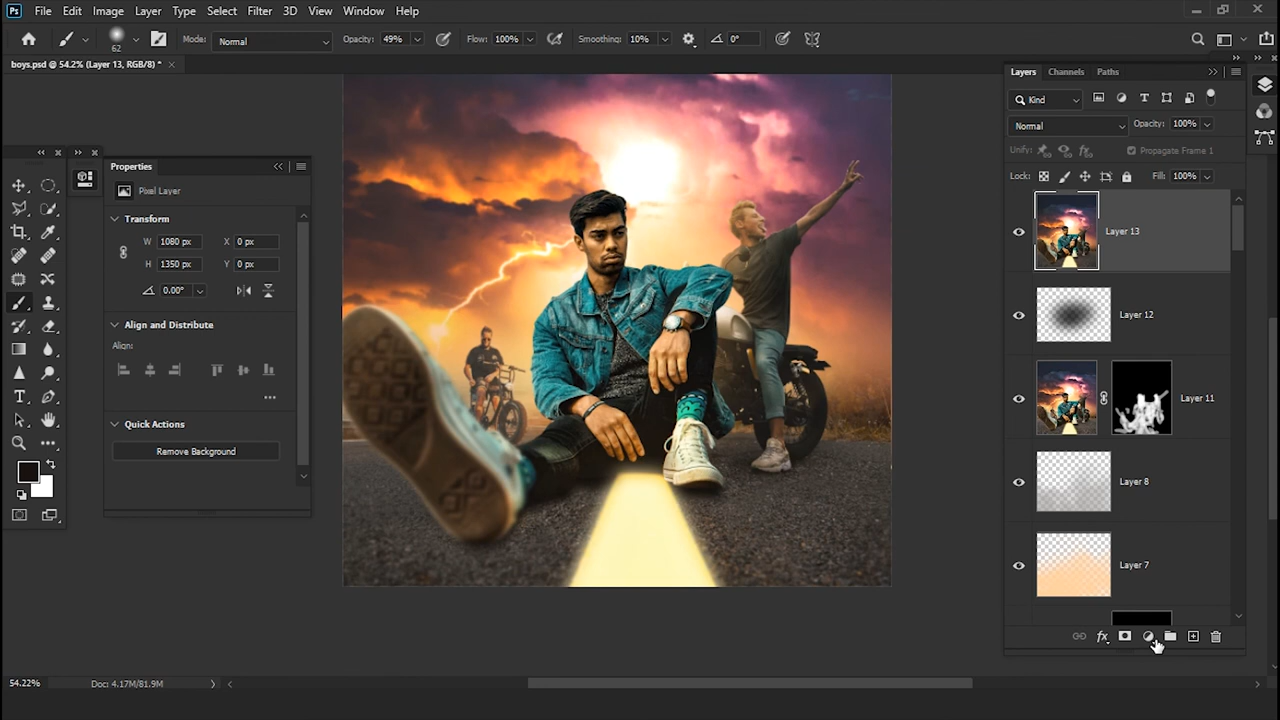 Ps File Edit Image Layer Type Select Filter 3D View Window Help
62 Mode: Normal Opacity: 49% Flow: 100% Smoothing: 10% 0°
boys.psd @ 54.2% (Layer 13, RGB/8) *
Layers Channels Paths
Kind
Normal Opacity: 100%
Unify: Propagate Frame 1
Lock: Fill: 100%
Properties
Pixel Layer
Transform
W 1080 px X 0 px
H 1350 px Y 0 px
0.00°
Align and Distribute
Align:
Quick Actions
Remove Background
Layer 13
Layer 12
Layer 11
Layer 8
Layer 7
fx
54.22% Doc: 4.17M/81.9M